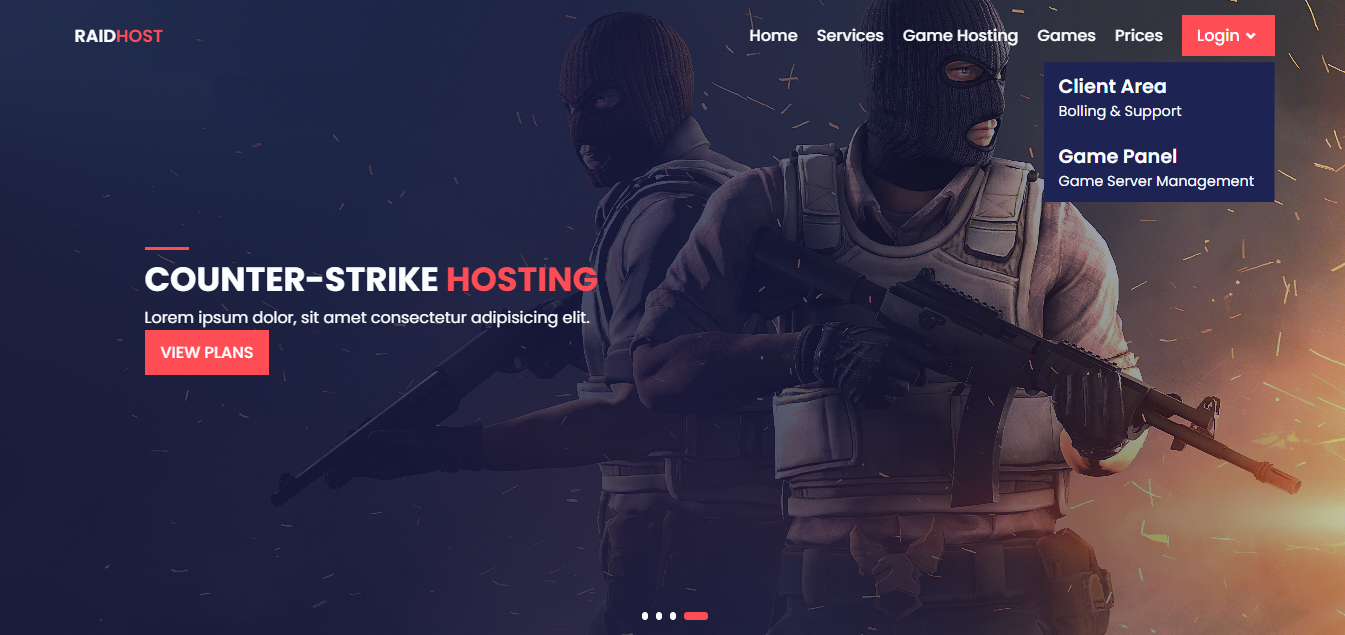 RAIDHOST
Home Services Game Hosting Games Prices Login
Client Area
Bolling & Support
Game Panel
Game Server Management
COUNTER-STRIKE HOSTING
Lorem ipsum dolor, sit amet consectetur adipisicing elit.
VIEW PLANS